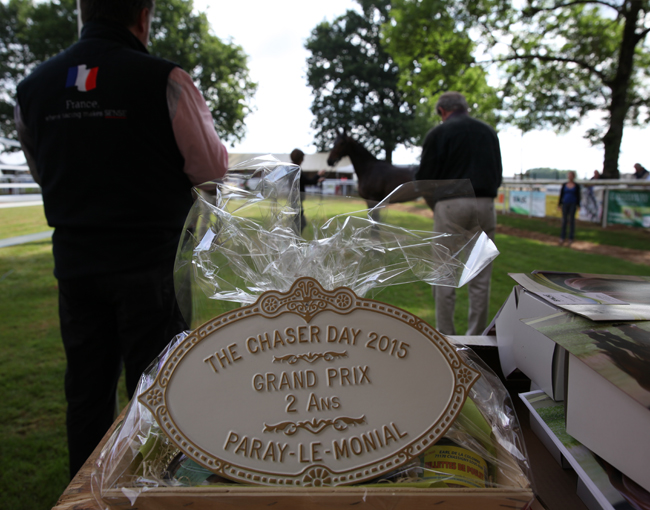 France.
THE CHASER DAY 2015
GRAND PRIX
2 ANS
PARAY-LE-MONIAL